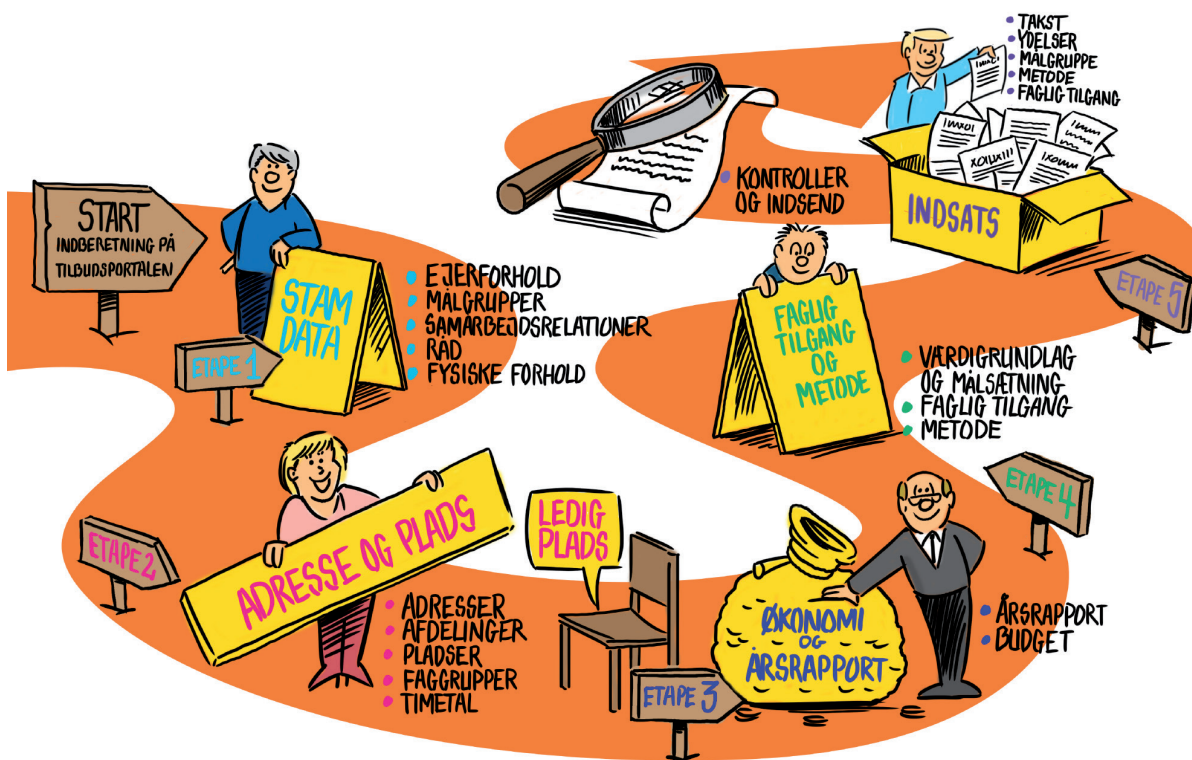 START
INDBERETNING PÅ
TILBUDSPORTALEN
ETAPE 1
STAM
DATA
• EJERFORHOLD
• MÅLGRUPPER
• SAMARBEJDSRELATIONER
• RÅD
• FYSISKE FORHOLD
ETAPE 2
ADRESSE OG PLADS
• ADRESSER
• AFDELINGER
• PLADSER
• FAGGRUPPER
• TIMETAL
LEDIG
PLADS
ETAPE 3
ØKONOMI
OG
ÅRSRAPPORT
• ÅRSRAPPORT
• BUDGET
ETAPE 4
FAGLIG
TILGANG
OG
METODE
• VÆRDIGRUNDLAG
OG MÅLSÆTNING
• FAGLIG TILGANG
• METODE
ETAPE 5
INDSATS
• TAKST
• YDELSER
• MÅLGRUPPE
• METODE
• FAGLIG TILGANG
• KONTROLLER
OG INDSEND